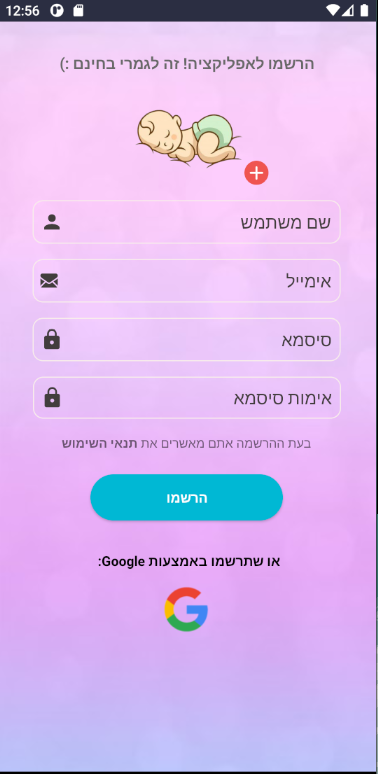 12:56
הרשמו לאפליקציה! זה לגמרי בחינם :)
שם משתמש
אימייל
סיסמא
אימות סיסמא
בעת ההרשמה אתם מאשרים את תנאי השימוש
הרשמו
או שתרשמו באמצעות Google: